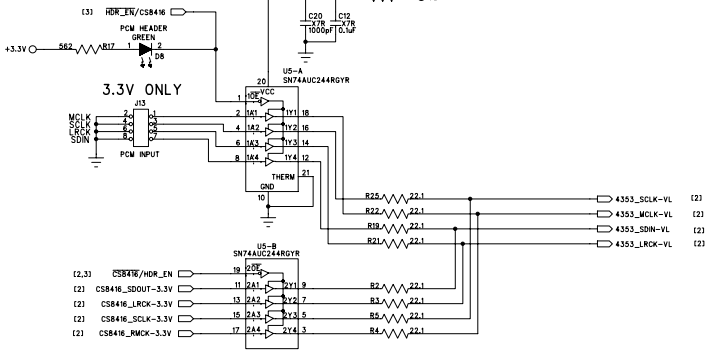 [3] HDR_EN/CS8416
C20
X7R
1000pF
C12
X7R
0.1uF
PCM HEADER
GREEN
+3.3V 562 R17 1 2
D8
3.3V ONLY
U5-A
SN74AUC244RGYR
20
VCC
1 1OE
J13
MCLK 2 1 2 1A1 1Y1 18
SCLK 4 3 4 1A2 1Y2 16
LRCK 6 5 6 1A3 1Y3 14
SDIN 8 7 8 1A4 1Y4 12
PCM INPUT
THERM 21
GND
10
R25 22.1 4353_SCLK-VL [2]
R22 22.1 4353_MCLK-VL [2]
R19 22.1 4353_SDIN-VL [2]
R21 22.1 4353_LRCK-VL [2]
U5-B
SN74AUC244RGYR
[2,3] CS8416/HDR_EN 19 2OE
[2] CS8416_SDOUT-3.3V 11 2A1 2Y1 9 R2 22.1
[2] CS8416_LRCK-3.3V 13 2A2 2Y2 7 R3 22.1
[2] CS8416_SCLK-3.3V 15 2A3 2Y3 5 R5 22.1
[2] CS8416_RMCK-3.3V 17 2A4 2Y4 3 R4 22.1